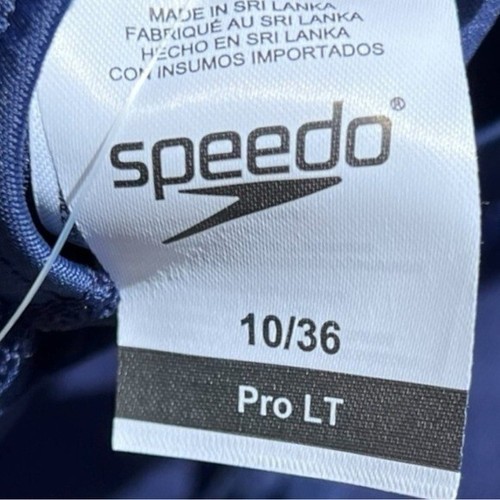 MADE IN SRI LANKA
FABRIQUÉ AU SRI LANKA
HECHO EN SRI LANKA
CON INSUMOS IMPORTADOS
speedo®
10/36
Pro LT